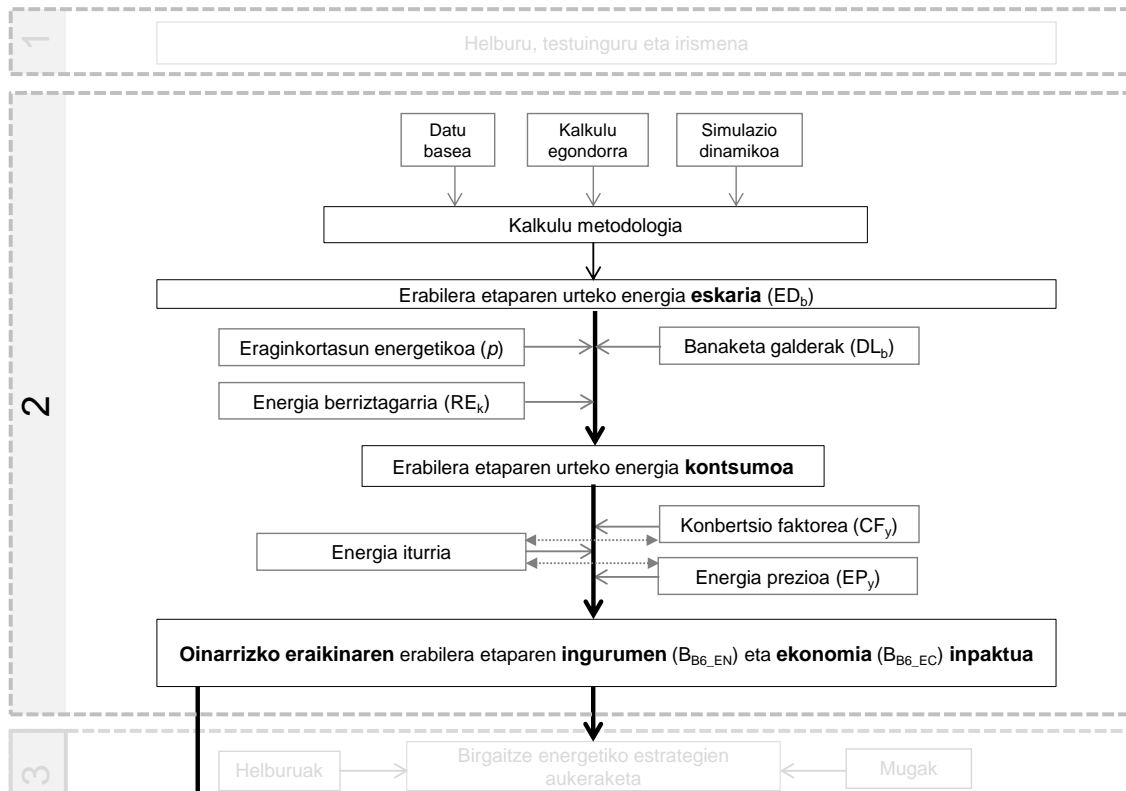 1
Helburu, testuinguru eta irismena
2
Datu
basea
Kalkulu
egondorra
Simulazio
dinamikoa
Kalkulu metodologia
Erabilera etaparen urteko energia eskaria (ED_b)
Eraginkortasun energetikoa (p)
Banaketa galderak (DL_b)
Energia berriztagarria (RE_k)
Erabilera etaparen urteko energia kontsumoa
Konbertsio faktorea (CF_y)
Energia iturria
Energia prezioa (EP_y)
Oinarrizko eraikinaren erabilera etaparen ingurumen (B_B6_EN) eta ekonomia (B_B6_EC) inpaktua
3
Helburuak
Birgaitze energetiko estrategien
aukeraketa
Mugak